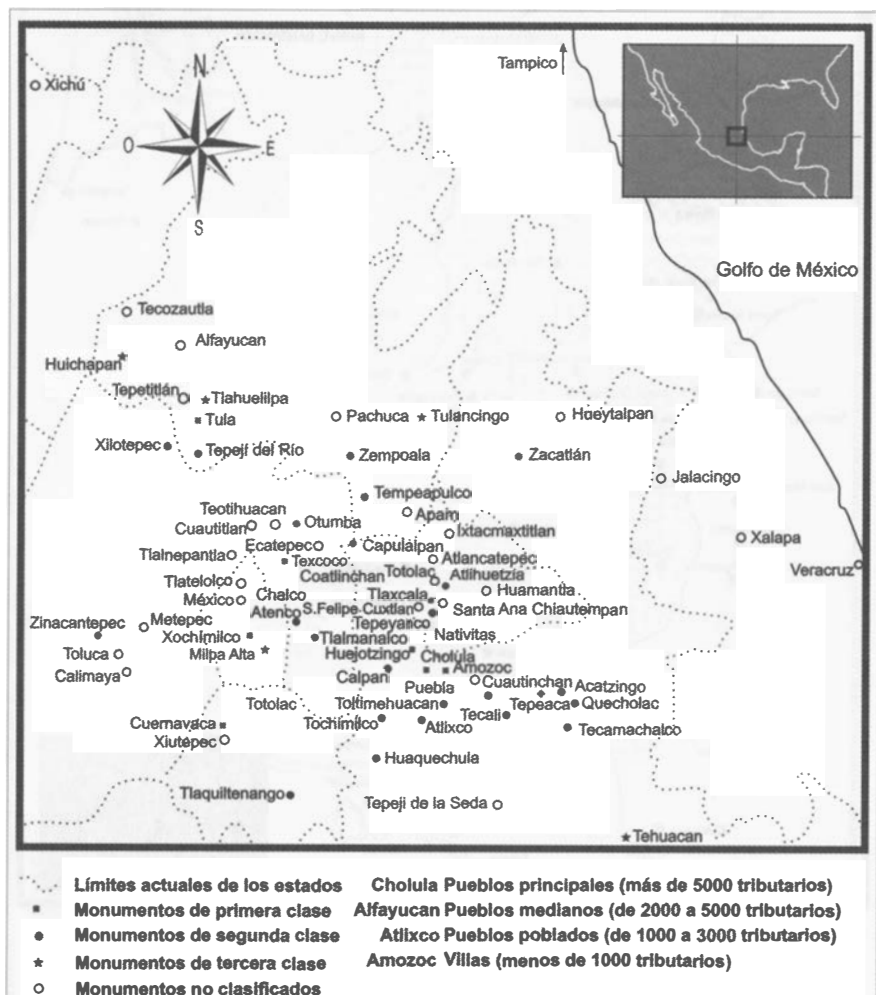 Tampico
Xichú
N
O
E
S
Golfo de México
Tecozautla
Alfayucan
Huichapan
Tepetitlán
Tlahuelilpa
Tula
Pachuca
Tulancingo
Hueytalpan
Xilotepec
Tepejí del Río
Zempoala
Zacatlán
Jalacingo
Tempeapulco
Teotihuacan
Otumba
Apam
Cuautitlan
Ixtacmaxtitlan
Xalapa
Ecatepec
Capulalpan
Tlalnepantla
Texcoco
Atlancatepec
Veracruz
Coatlinchan
Totolac
Tlatelolco
Atlihuetzía
Chalco
Tlaxcala
Huamantla
México
Atenco
S.Felipe Cuxtlan
Santa Ana Chiautempan
Zinacantepec
Metepec
Tepeyanco
Xochimilco
Tlalmanalco
Nativitas
Toluca
Milpa Alta
Huejotzingo
Cholula
Calimaya
Calpan
Amozoc
Puebla
Cuautinchan
Acatzingo
Totolac
Toltimehuacan
Tepeaca
Quecholac
Cuernavaca
Tochimilco
Atlixco
Tecali
Tecamachalco
Xiutepec
Huaquechula
Tlaquiltenango
Tepeji de la Seda
Tehuacan
Límites actuales de los estados
Cholula Pueblos principales (más de 5000 tributarios)
Monumentos de primera clase
Alfayucan Pueblos medianos (de 2000 a 5000 tributarios)
Monumentos de segunda clase
Atlixco Pueblos poblados (de 1000 a 3000 tributarios)
Monumentos de tercera clase
Amozoc Villas (menos de 1000 tributarios)
Monumentos no clasificados